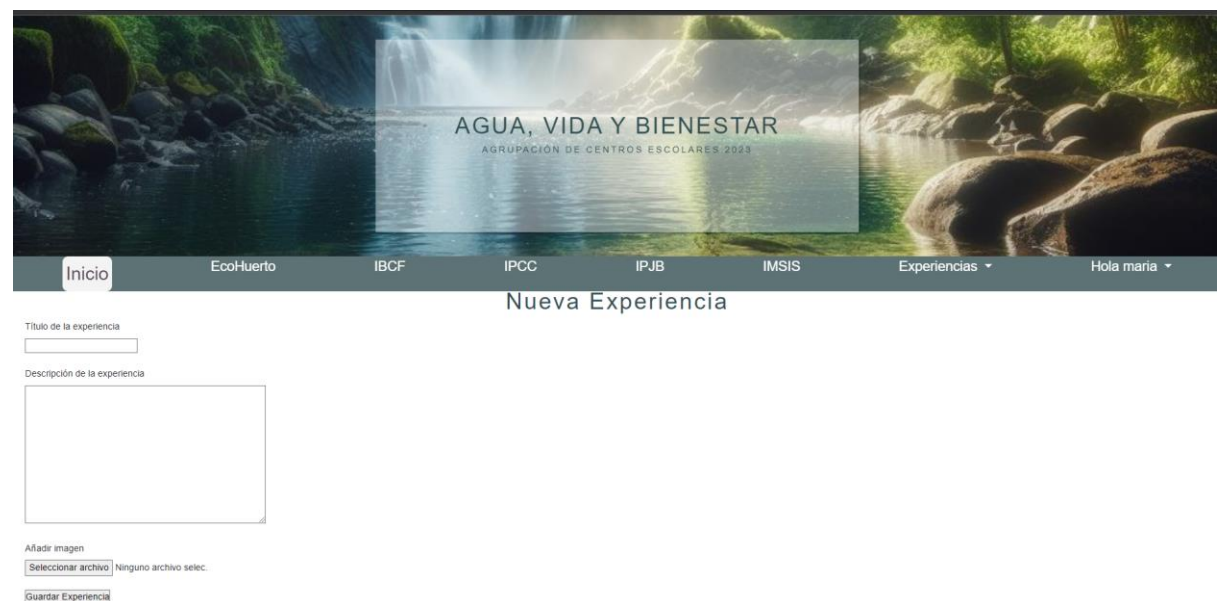 AGUA, VIDA Y BIENESTAR
AGRUPACIÓN DE CENTROS ESCOLARES 2023
Inicio EcoHuerto IBCF IPCC IPJB IMSIS Experiencias Hola maria
Nueva Experiencia
Título de la experiencia
Descripción de la experiencia
Añadir imagen
Seleccionar archivo Ninguno archivo selec.
Guardar Experiencia